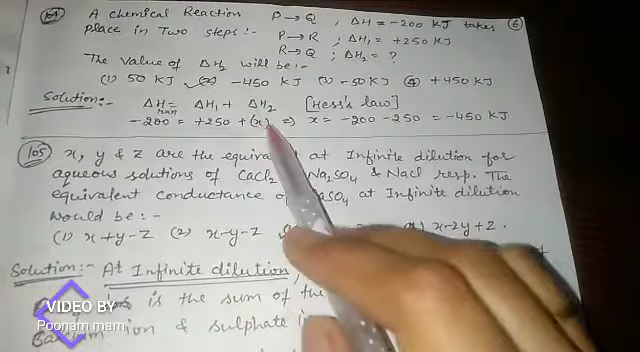 104 A chemical Reaction P → Q , ΔH = -200 KJ takes 6
place in Two steps:- P → R , ΔH₁ = +250 KJ
R → Q , ΔH₂ = ?
The value of ΔH₂ will be:-
(1) 50 KJ (2) -450 KJ (3) -50 KJ (4) +450 KJ
Solution:- ΔH rxn = ΔH₁ + ΔH₂ [Hess's law]
-200 = +250 + (x) ⇒ x = -200 -250 = -450 KJ
105 x, y & z are the at Infinite dilution for
aqueous solutions of CaCl₂ Na₂SO₄ & NaCl resp. The
equivalent conductance at Infinite dilution
would be:-
(1) x+y-z (2) x-y-z x-2y+z.
Solution:- At Infinite dilution,
is the sum of the
& sulphate
VIDEO BY
Poonam mam